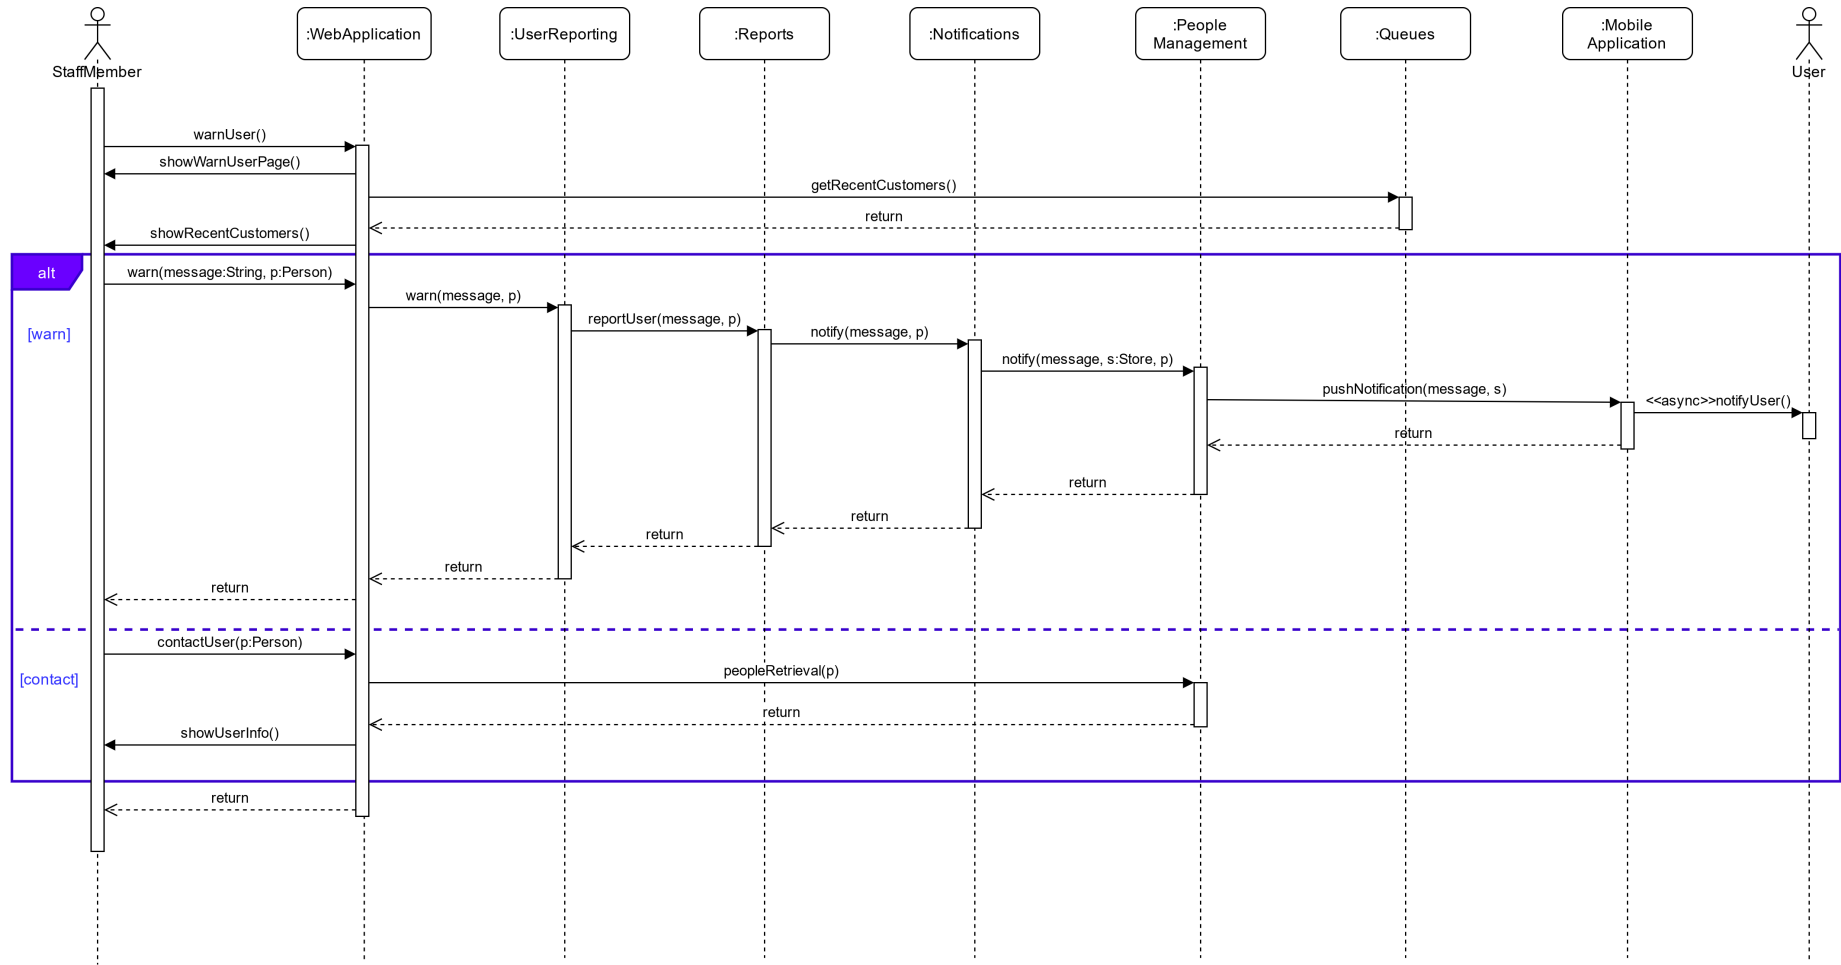 StaffMember
:WebApplication
:UserReporting
:Reports
:Notifications
:People
Management
:Queues
:Mobile
Application
User
warnUser()
showWarnUserPage()
getRecentCustomers()
return
showRecentCustomers()
alt
warn(message:String, p:Person)
warn(message, p)
[warn]
reportUser(message, p)
notify(message, p)
notify(message, s:Store, p)
pushNotification(message, s)
<<async>>notifyUser()
return
return
return
return
return
return
contactUser(p:Person)
[contact]
peopleRetrieval(p)
return
showUserInfo()
return